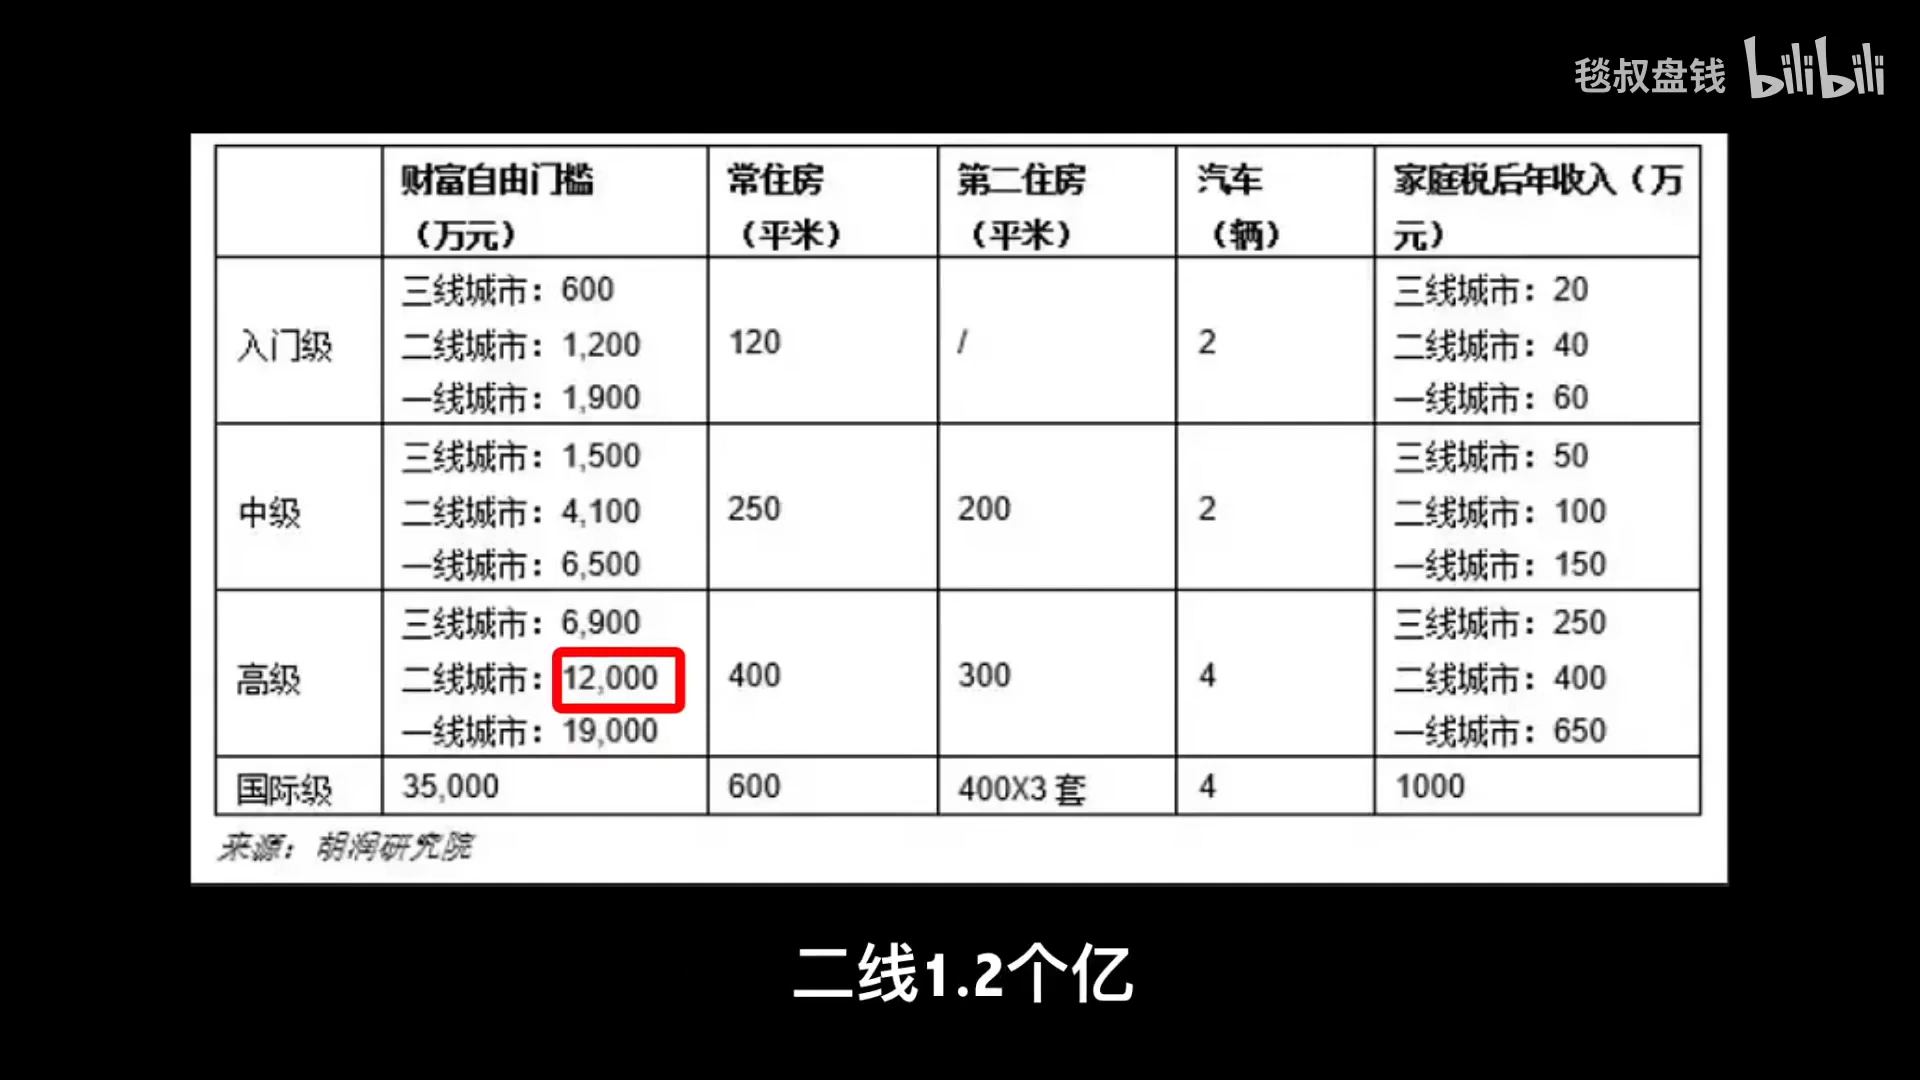 毯叔盘钱 bilibili
财富自由门槛 常住房 第二住房 汽车 家庭税后年收入（万
（万元） （平米） （平米） （辆） 元）
三线城市：600 三线城市：20
入门级 二线城市：1,200 120 / 2 二线城市：40
一线城市：1,900 一线城市：60
三线城市：1,500 三线城市：50
中级 二线城市：4,100 250 200 2 二线城市：100
一线城市：6,500 一线城市：150
三线城市：6,900 三线城市：250
高级 二线城市：12,000 400 300 4 二线城市：400
一线城市：19,000 一线城市：650
国际级 35,000 600 400X3 套 4 1000
来源：胡润研究院
二线1.2个亿